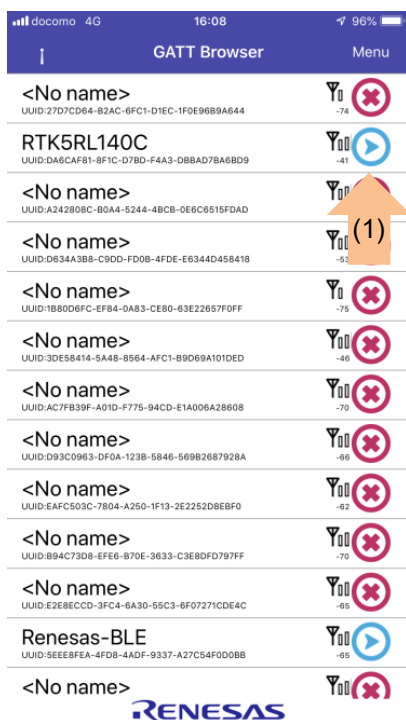 docomo 4G 16:08 96%
GATT Browser Menu
<No name>
UUID:27D7CD64-B2AC-6FC1-D1EC-1F0E96B9A644 -74
RTK5RL140C
UUID:DA6CAF81-8F1C-D7BD-F4A3-DBBAD7BA6BD9 -41
<No name>
UUID:A242808C-B0A4-5244-4BCB-0E6C6515FDAD
(1)
<No name>
UUID:D634A3B8-C9DD-FD0B-4FDE-E6344D458418 -53
<No name>
UUID:1B80D6FC-EF84-0A83-CE80-63E22657F0FF -75
<No name>
UUID:3DE58414-5A48-8564-AFC1-B9D69A101DED -46
<No name>
UUID:AC7FB39F-A01D-F775-94CD-E1A006A28608 -70
<No name>
UUID:D93C0963-DF0A-123B-5846-569B2687928A -66
<No name>
UUID:EAFC503C-7804-A250-1F13-2E2252D8EBF0 -62
<No name>
UUID:B94C73D8-EFE6-B70E-3633-C3E8DFD797FF -70
<No name>
UUID:E2E8ECCD-3FC4-6A30-55C3-6F07271CDE4C -65
Renesas-BLE
UUID:5EEE8FEA-4FD8-4ADF-9337-A27C54F0D0BB -65
<No name>
RENESAS